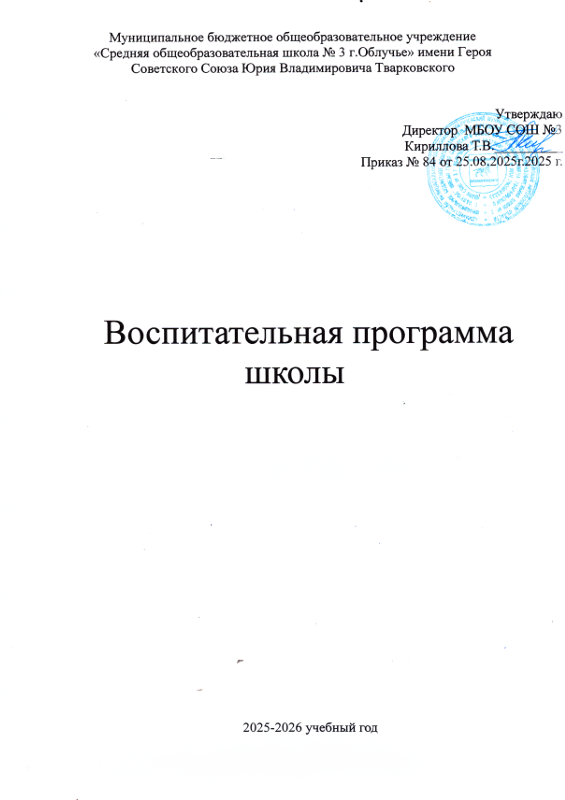 Муниципальное бюджетное общеобразовательное учреждение
«Средняя общеобразовательная школа № 3 г.Облучье» имени Героя
Советского Союза Юрия Владимировича Тварковского
Утверждаю
Директор МБОУ СОШ №3
Кириллова Т.В.
Приказ № 84 от 25.08.2025г.2025 г.
Воспитательная программа
школы
2025-2026 учебный год